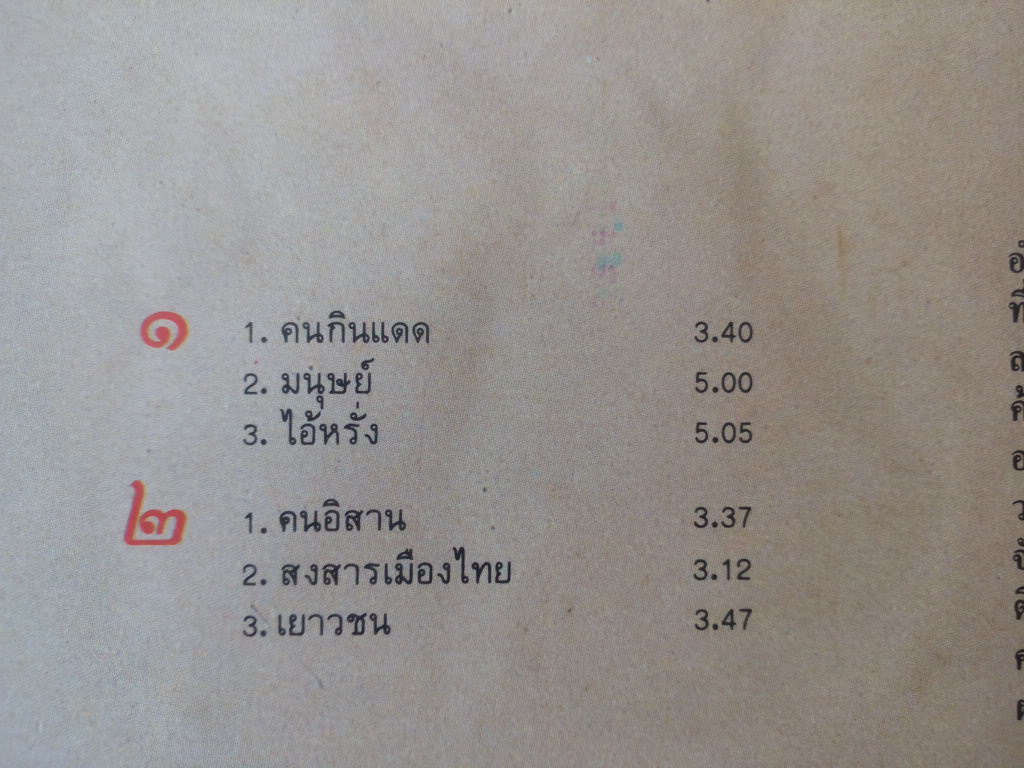 ๑ 1. คนกินแดด 3.40
2. มนุษย์ 5.00
3. ไอ้หรั่ง 5.05
๒ 1. คนอิสาน 3.37
2. สงสารเมืองไทย 3.12
3. เยาวชน 3.47